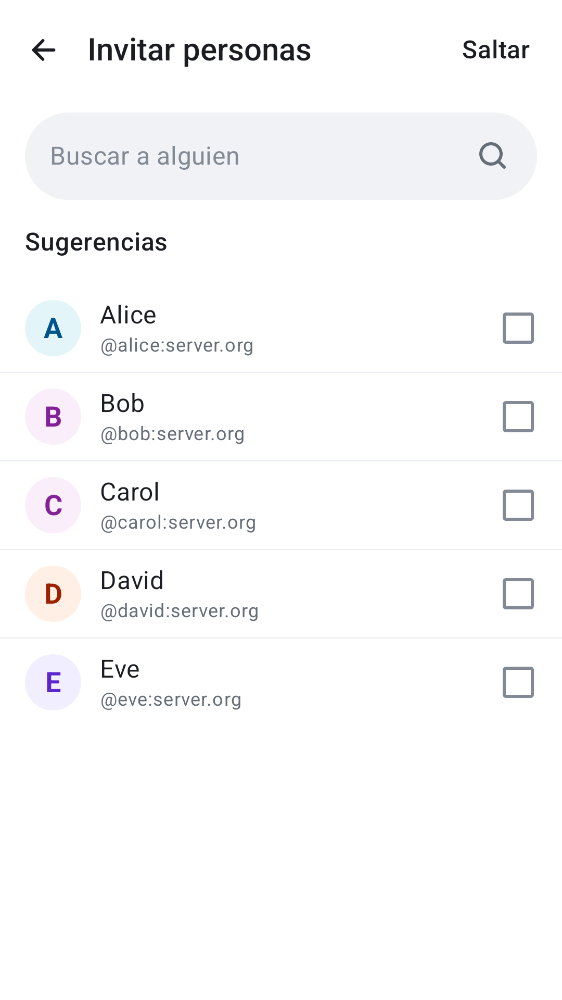 Invitar personas
Saltar
Buscar a alguien
Sugerencias
A
Alice
@alice:server.org
B
Bob
@bob:server.org
C
Carol
@carol:server.org
D
David
@david:server.org
E
Eve
@eve:server.org